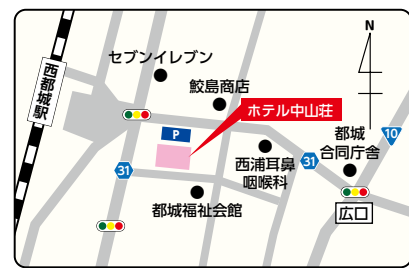 セブンイレブン
N
鮫島商店
西都城駅
ホテル中山荘
P
都城
合同庁舎
10
西浦耳鼻
咽喉科
31
31
都城福祉会館
広口